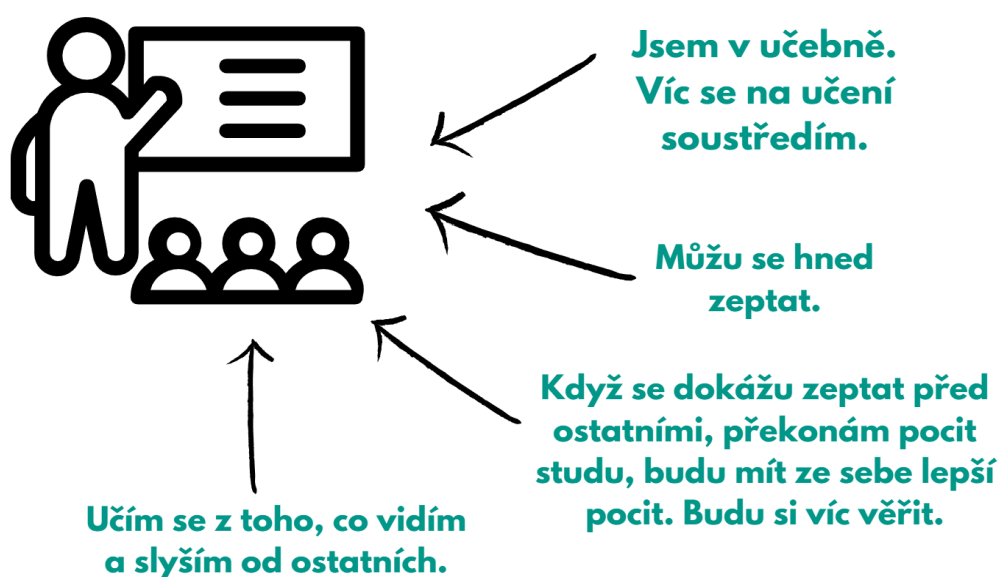 Jsem v učebně.
Víc se na učení
soustředím.
Můžu se hned
zeptat.
Když se dokážu zeptat před
ostatními, překonám pocit
studu, budu mít ze sebe lepší
pocit. Budu si víc věřit.
Učím se z toho, co vidím
a slyším od ostatních.